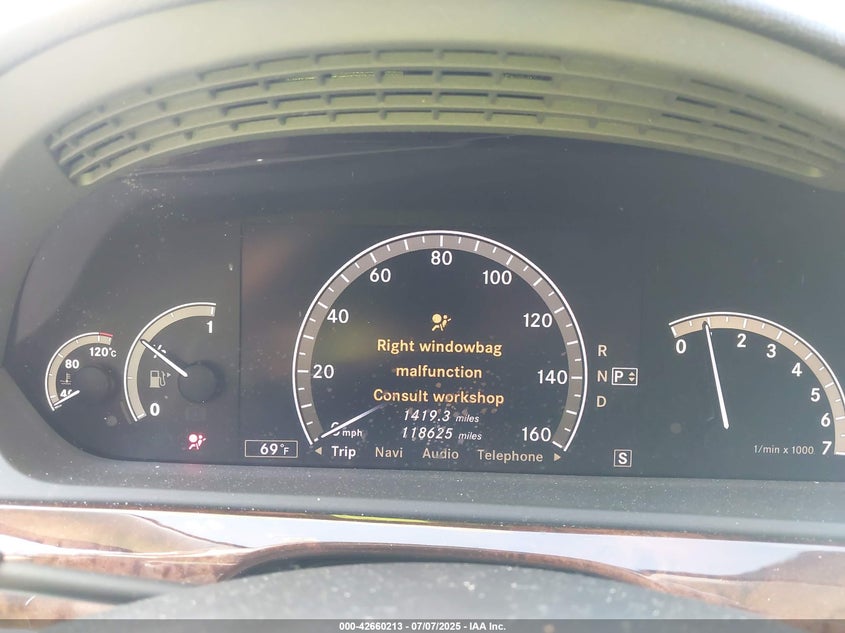 80
60
100
1
40
120
120°C
80
40
Right windowbag
malfunction
Consult workshop
R
N P
D
0 2 3 4 5 6 7
20
140
0
1419.3 miles
118625 miles
0 mph
160
69°F
Trip Navi Audio Telephone
S
1/min x 1000
000-42660213 - 07/07/2025 - IAA Inc.